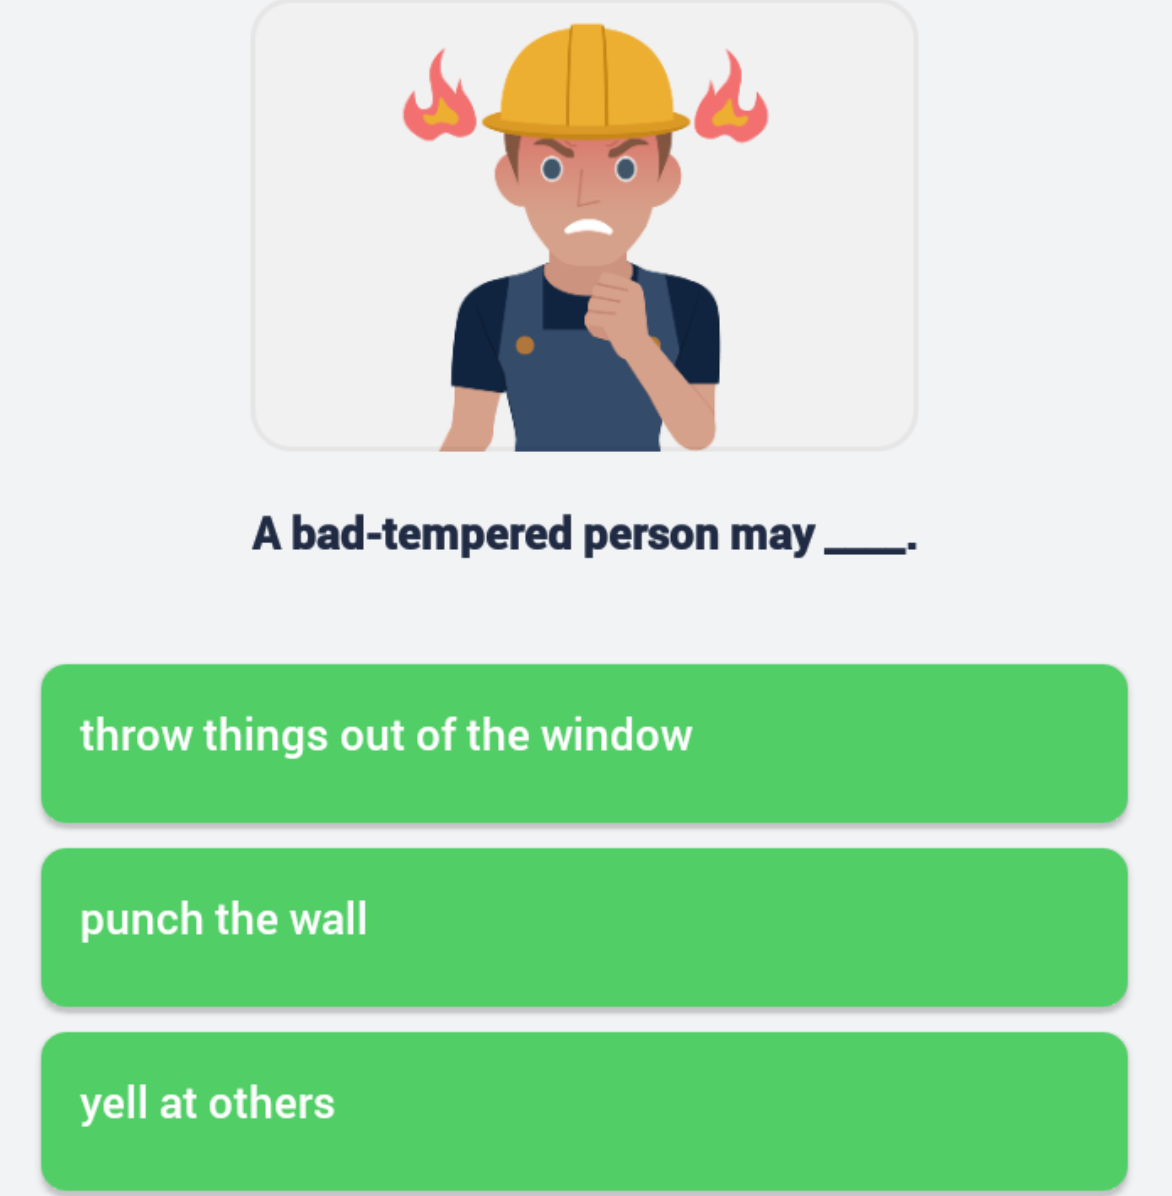 A bad-tempered person may ____.
throw things out of the window
punch the wall
yell at others